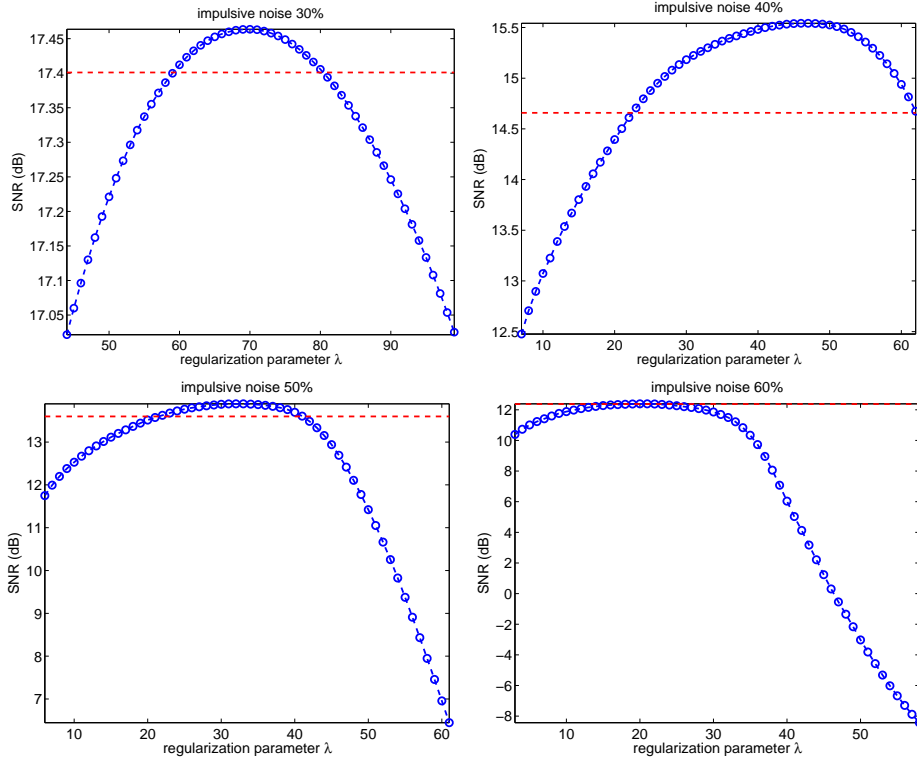 impulsive noise 30%
SNR (dB)
17.45
17.4
17.35
17.3
17.25
17.2
17.15
17.1
17.05
50 60 70 80 90
regularization parameter λ
impulsive noise 40%
SNR (dB)
15.5
15
14.5
14
13.5
13
12.5
10 20 30 40 50 60
regularization parameter λ
impulsive noise 50%
SNR (dB)
13
12
11
10
9
8
7
10 20 30 40 50 60
regularization parameter λ
impulsive noise 60%
SNR (dB)
12
10
8
6
4
2
0
−2
−4
−6
−8
10 20 30 40 50
regularization parameter λ